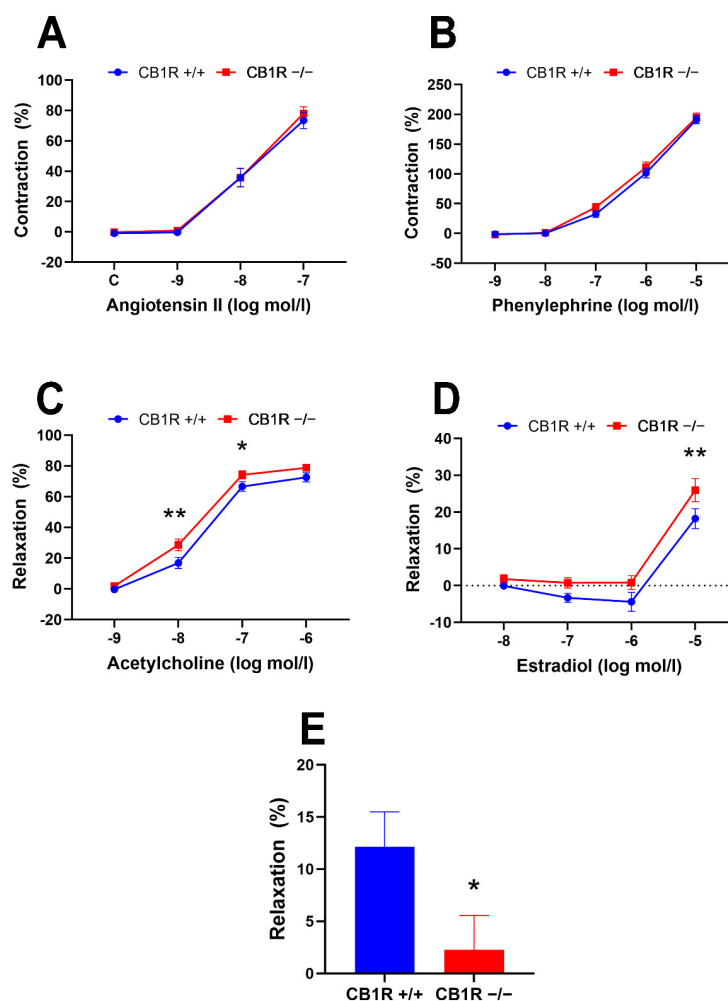 A
CB1R +/+ CB1R −/−
Contraction (%)
100
80
60
40
20
0
-20
C -9 -8 -7
Angiotensin II (log mol/l)
B
CB1R +/+ CB1R −/−
Contraction (%)
250
200
150
100
50
0
-50
-9 -8 -7 -6 -5
Phenylephrine (log mol/l)
C
CB1R +/+ CB1R −/−
Relaxation (%)
100
80
60
40
20
0
-20
** *
-9 -8 -7 -6
Acetylcholine (log mol/l)
D
CB1R +/+ CB1R −/−
Relaxation (%)
40
30
20
10
0
-10
**
-8 -7 -6 -5
Estradiol (log mol/l)
E
Relaxation (%)
20
15
10
5
0
*
CB1R +/+ CB1R −/−